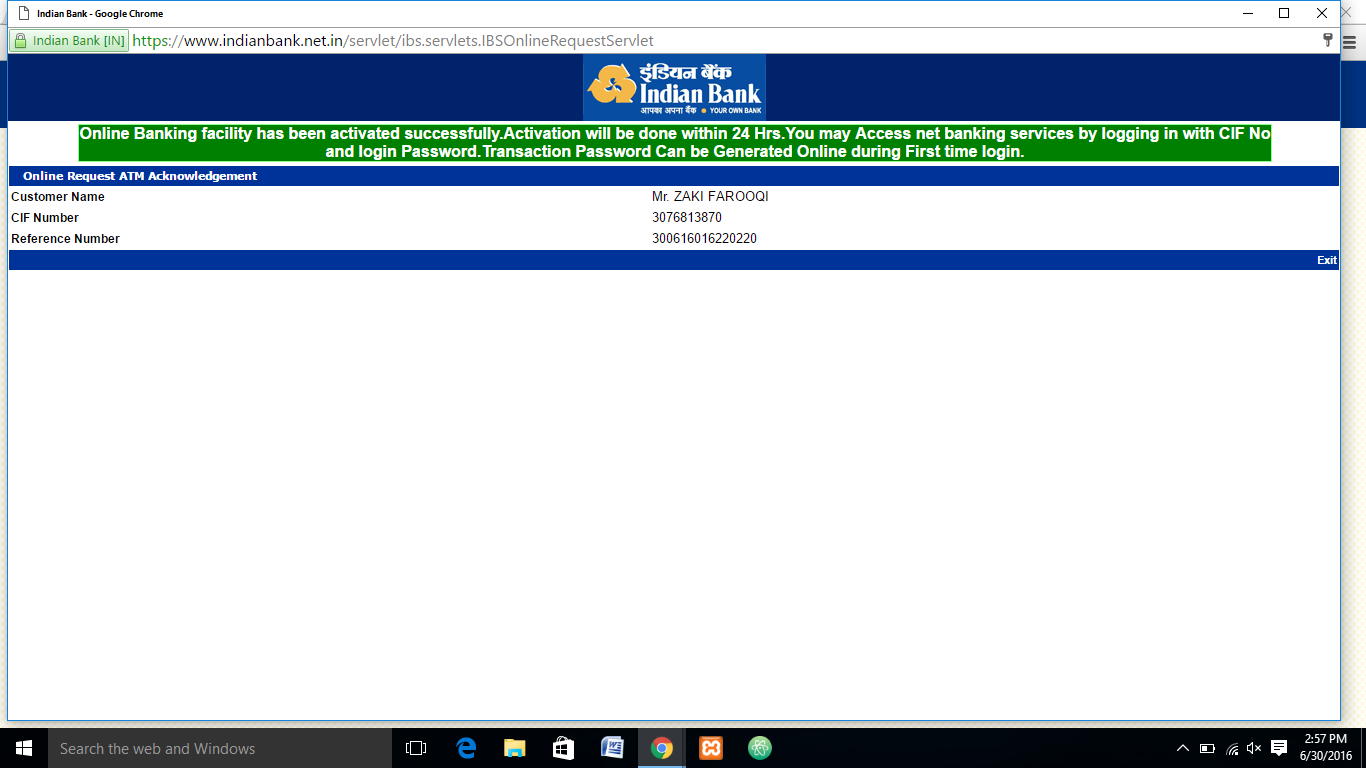 Indian Bank - Google Chrome
Indian Bank [IN] https://www.indianbank.net.in/servlet/ibs.servlets.IBSOnlineRequestServlet
इंडियन बैंक
Indian Bank
आपका अपना बैंक ● YOUR OWN BANK
Online Banking facility has been activated successfully.Activation will be done within 24 Hrs.You may Access net banking services by logging in with CIF No
and login Password.Transaction Password Can be Generated Online during First time login.
Online Request ATM Acknowledgement
Customer Name Mr. ZAKI FAROOQI
CIF Number 3076813870
Reference Number 300616016220220
Exit
Search the web and Windows
2:57 PM
6/30/2016